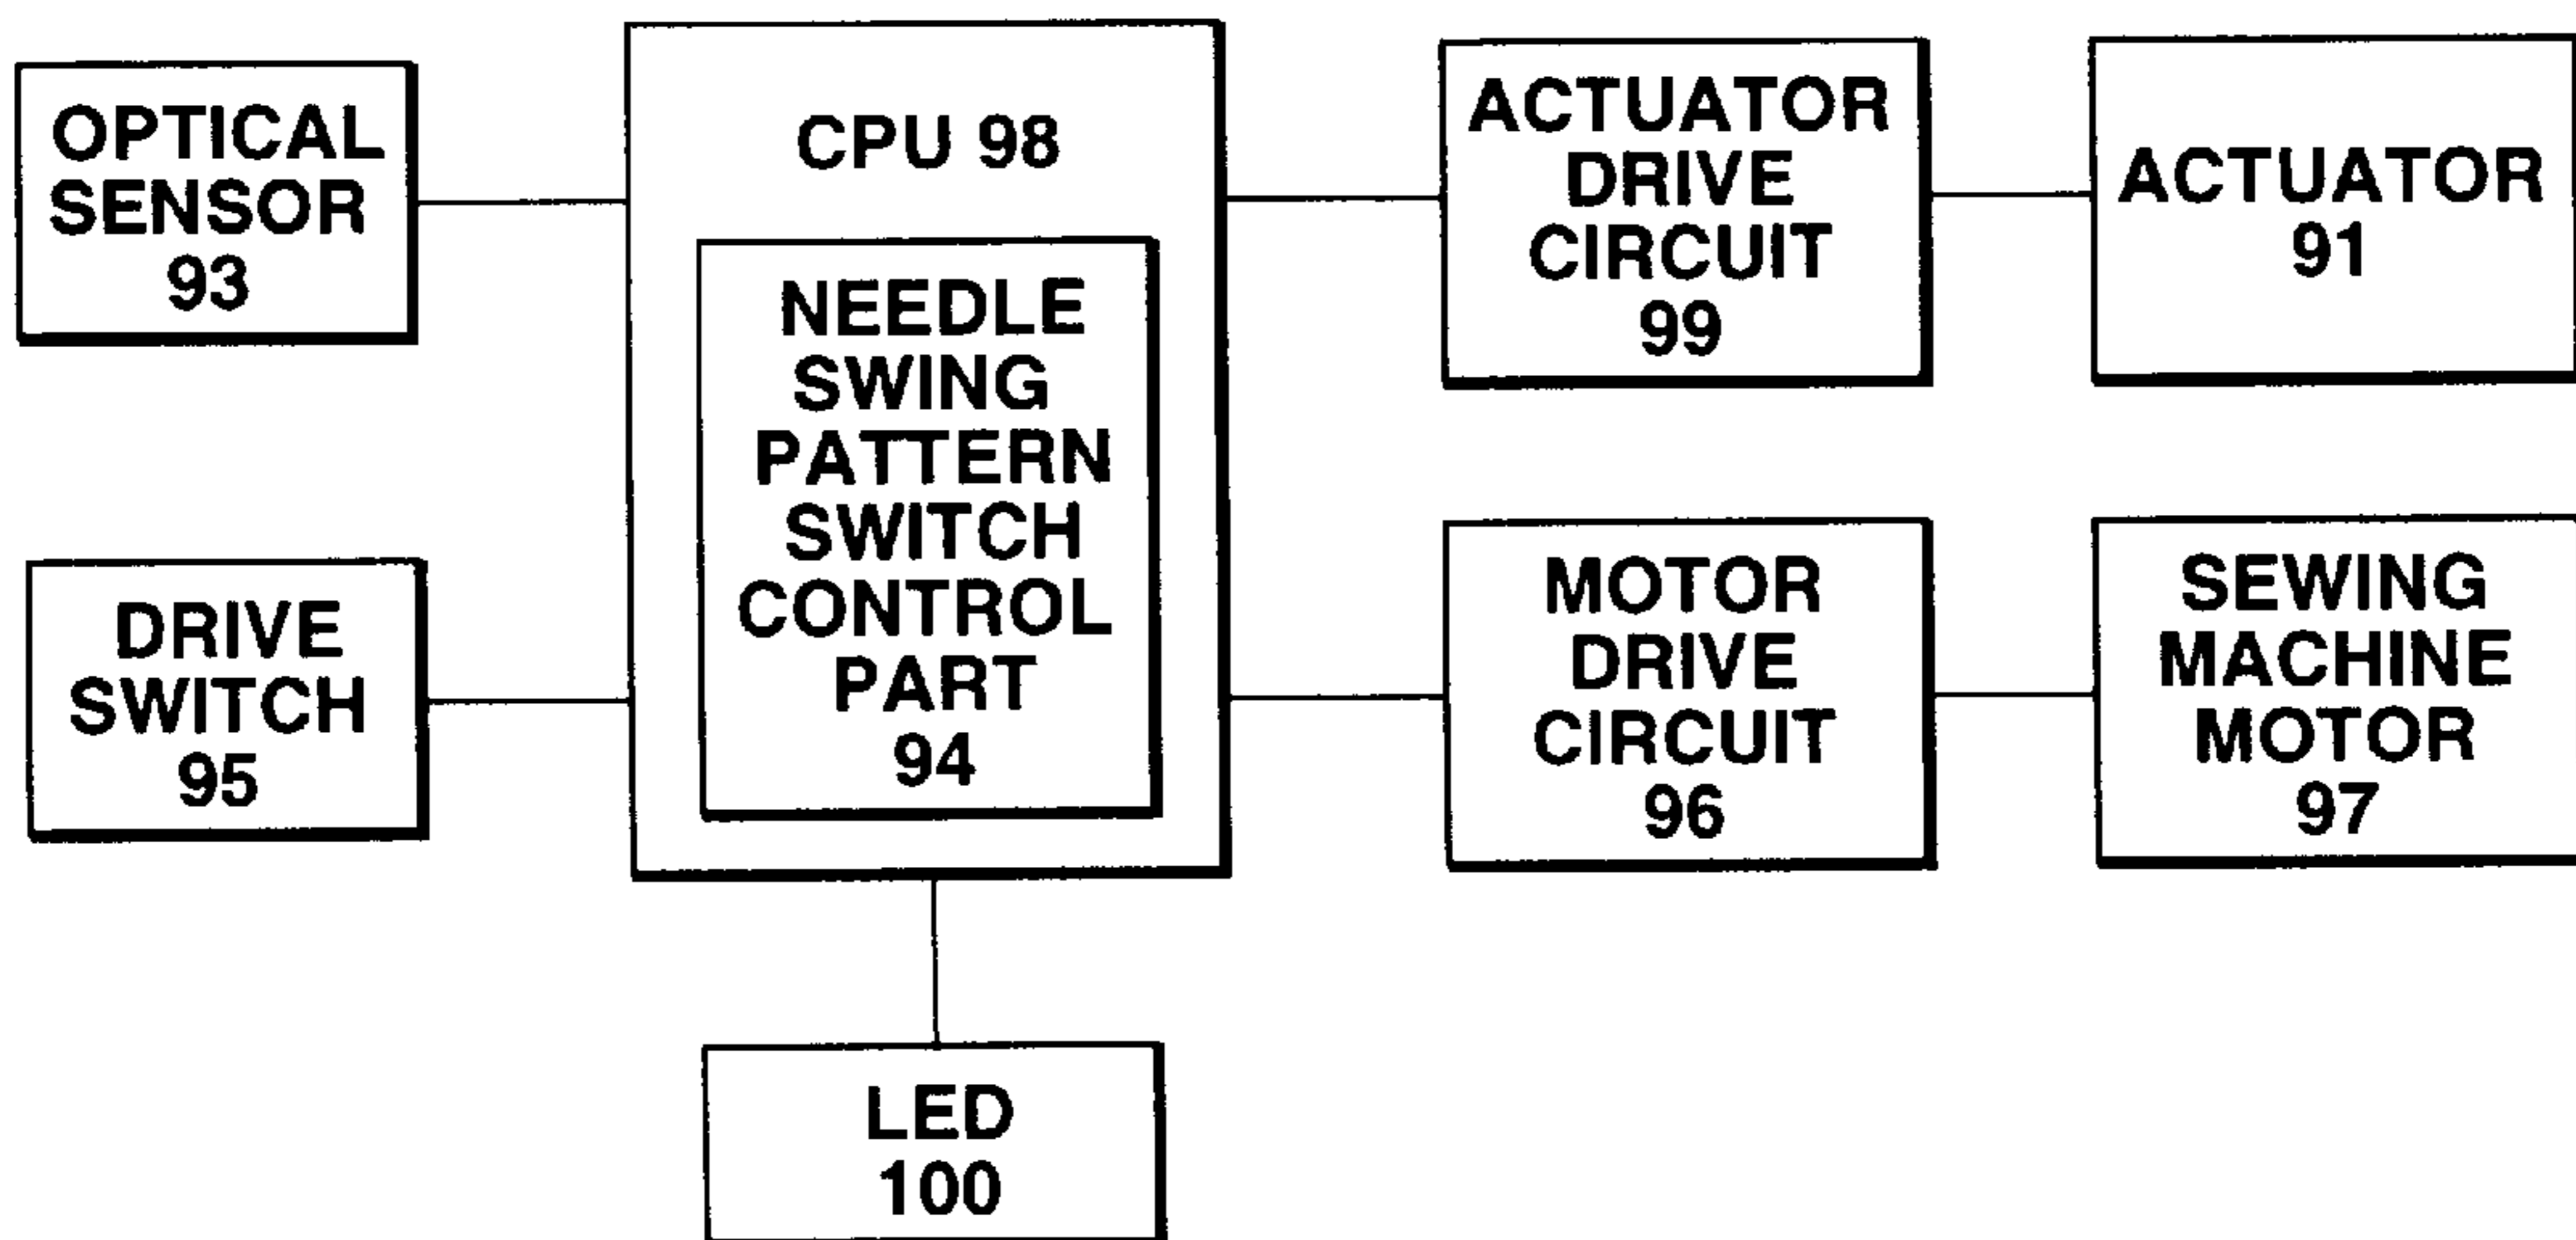 OPTICAL
SENSOR
93
DRIVE
SWITCH
95
CPU 98
NEEDLE
SWING
PATTERN
SWITCH
CONTROL
PART
94
LED
100
ACTUATOR
DRIVE
CIRCUIT
99
ACTUATOR
91
MOTOR
DRIVE
CIRCUIT
96
SEWING
MACHINE
MOTOR
97